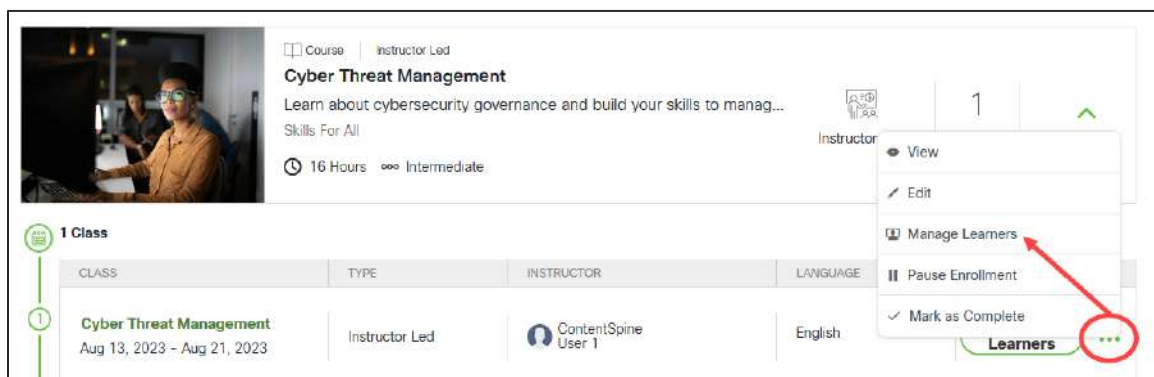 Course Instructor Led
Cyber Threat Management
Learn about cybersecurity governance and build your skills to manag...
Skills For All
16 Hours Intermediate
Instructor
1
View
Edit
Manage Learners
Pause Enrollment
Mark as Complete
1 Class
CLASS TYPE INSTRUCTOR LANGUAGE
1
Cyber Threat Management
Aug 13, 2023 - Aug 21, 2023
Instructor Led
ContentSpine
User 1
English
Learners